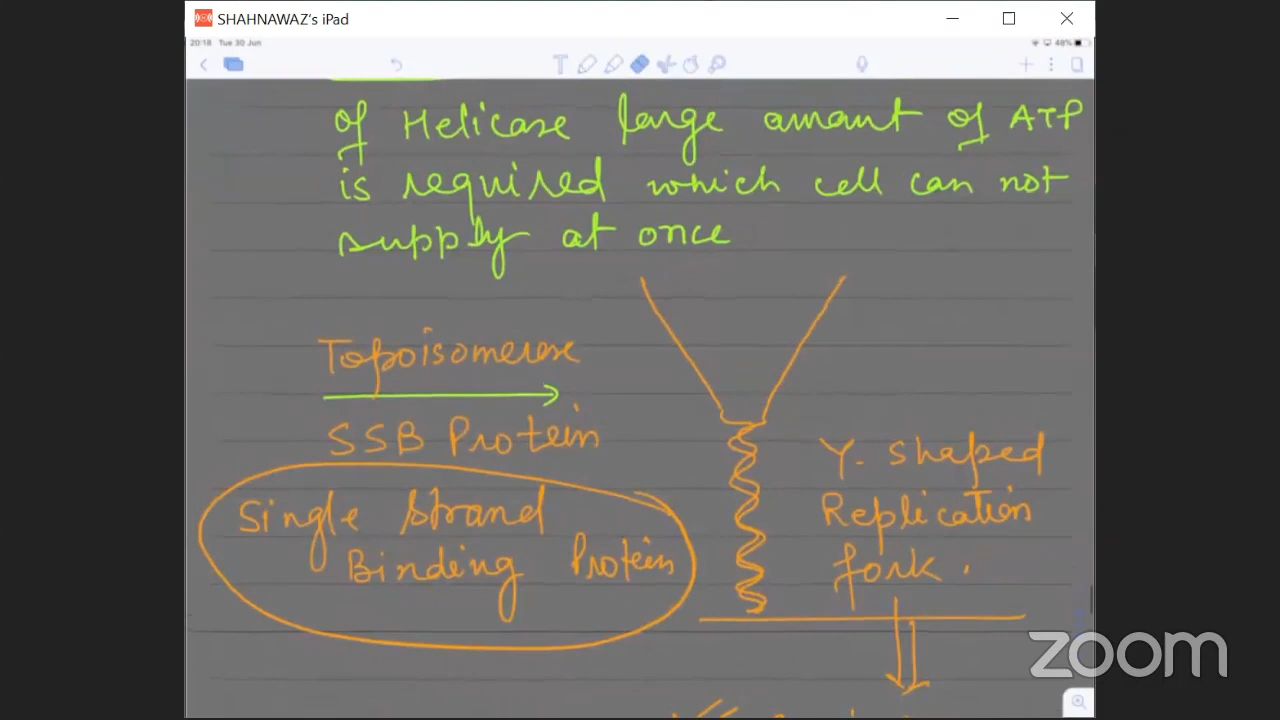 SHAHNAWAZ's iPad
20:18 Tue 30 Jun
48%
of Helicase large amount of ATP
is required which cell can not
supply at once
Topoisomerase
SSB Protein
Single Strand
Binding Protein
Y. Shaped
Replication
fork.
zoom